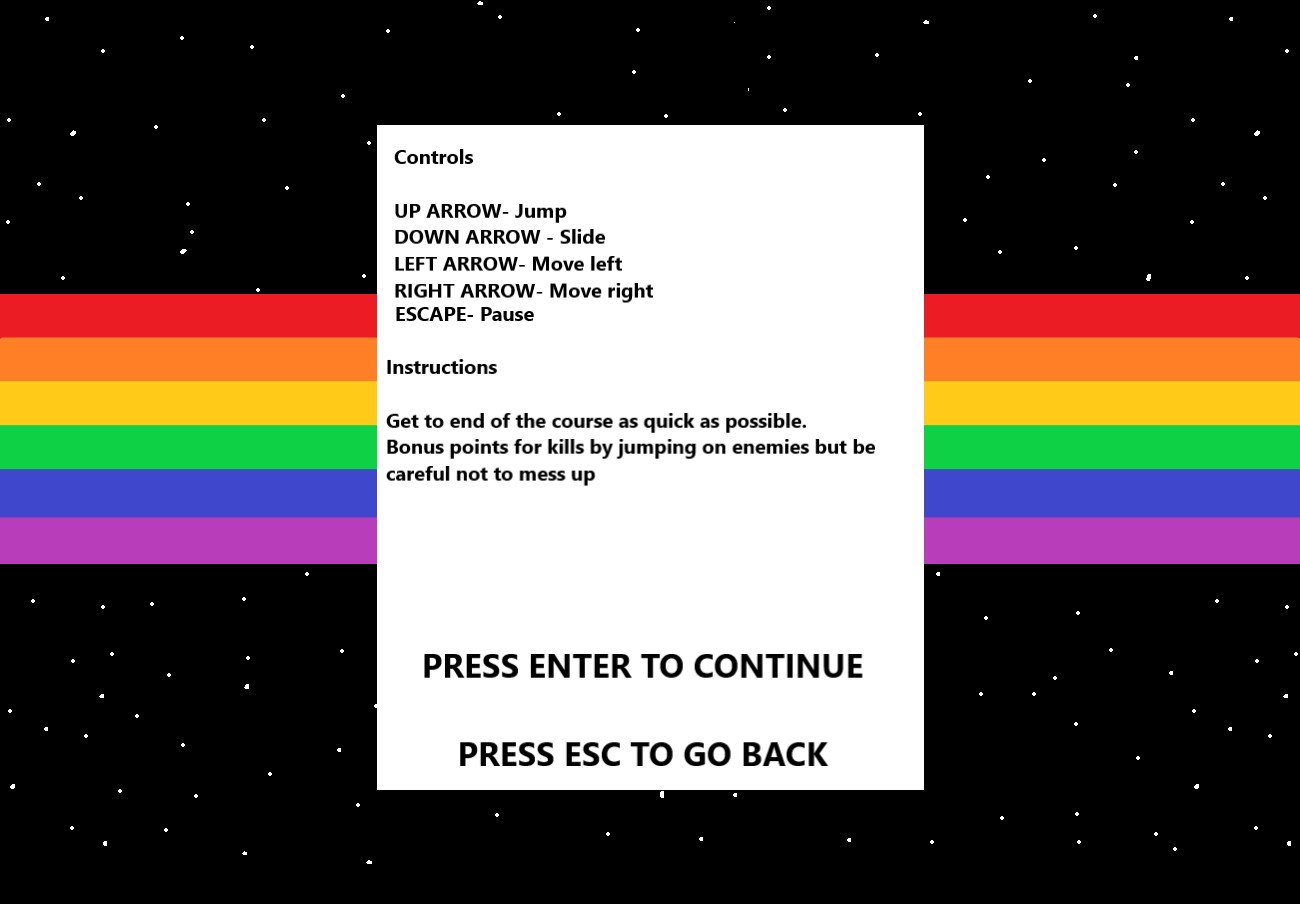 Controls
UP ARROW- Jump
DOWN ARROW - Slide
LEFT ARROW- Move left
RIGHT ARROW- Move right
ESCAPE- Pause
Instructions
Get to end of the course as quick as possible.
Bonus points for kills by jumping on enemies but be
careful not to mess up
PRESS ENTER TO CONTINUE
PRESS ESC TO GO BACK